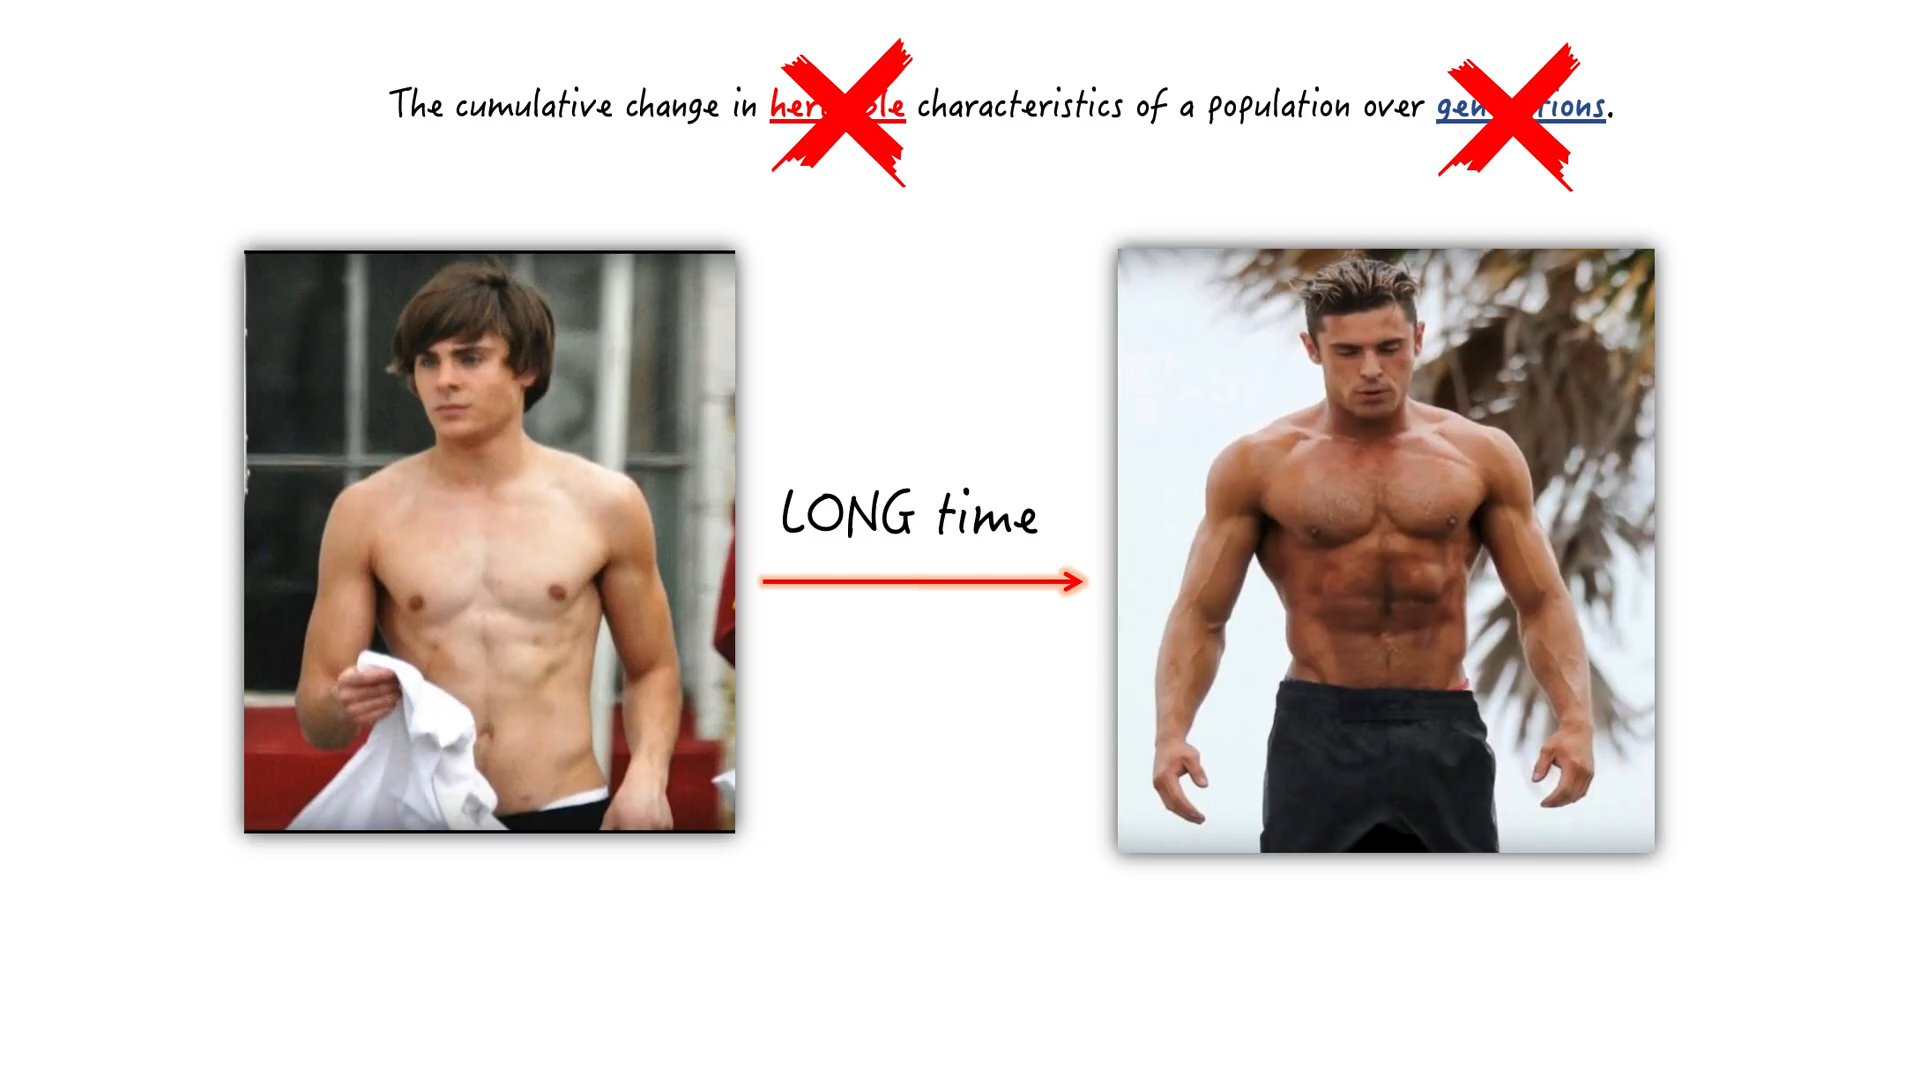 The cumulative change in characteristics of a population over
LONG time